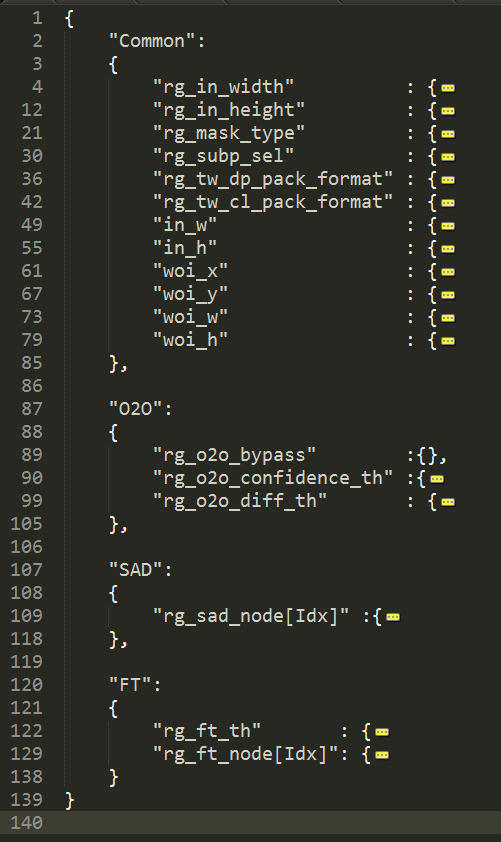 1 {
2 "Common":
3 {
4 "rg_in_width" : {
12 "rg_in_height" : {
21 "rg_mask_type" : {
30 "rg_subp_sel" : {
36 "rg_tw_dp_pack_format" : {
42 "rg_tw_cl_pack_format" : {
49 "in_w" : {
55 "in_h" : {
61 "woi_x" : {
67 "woi_y" : {
73 "woi_w" : {
79 "woi_h" : {
85 },
86
87 "O2O":
88 {
89 "rg_o2o_bypass" :{},
90 "rg_o2o_confidence_th" :{
99 "rg_o2o_diff_th" : {
105 },
106
107 "SAD":
108 {
109 "rg_sad_node[Idx]" :{
118 },
119
120 "FT":
121 {
122 "rg_ft_th" : {
129 "rg_ft_node[Idx]": {
138 }
139 }
140